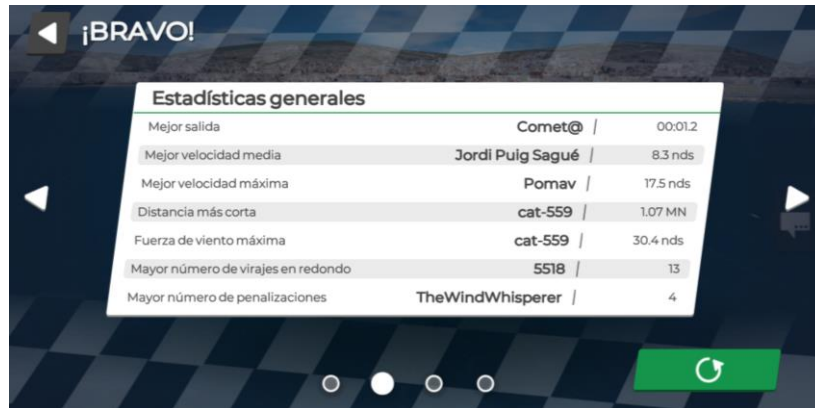 ¡BRAVO!
Estadísticas generales
Mejor salida Comet@ | 00:01.2
Mejor velocidad media Jordi Puig Sagué | 8.3 nds
Mejor velocidad máxima Pomav | 17.5 nds
Distancia más corta cat-559 | 1.07 MN
Fuerza de viento máxima cat-559 | 30.4 nds
Mayor número de virajes en redondo 5518 | 13
Mayor número de penalizaciones TheWindWhisperer | 4